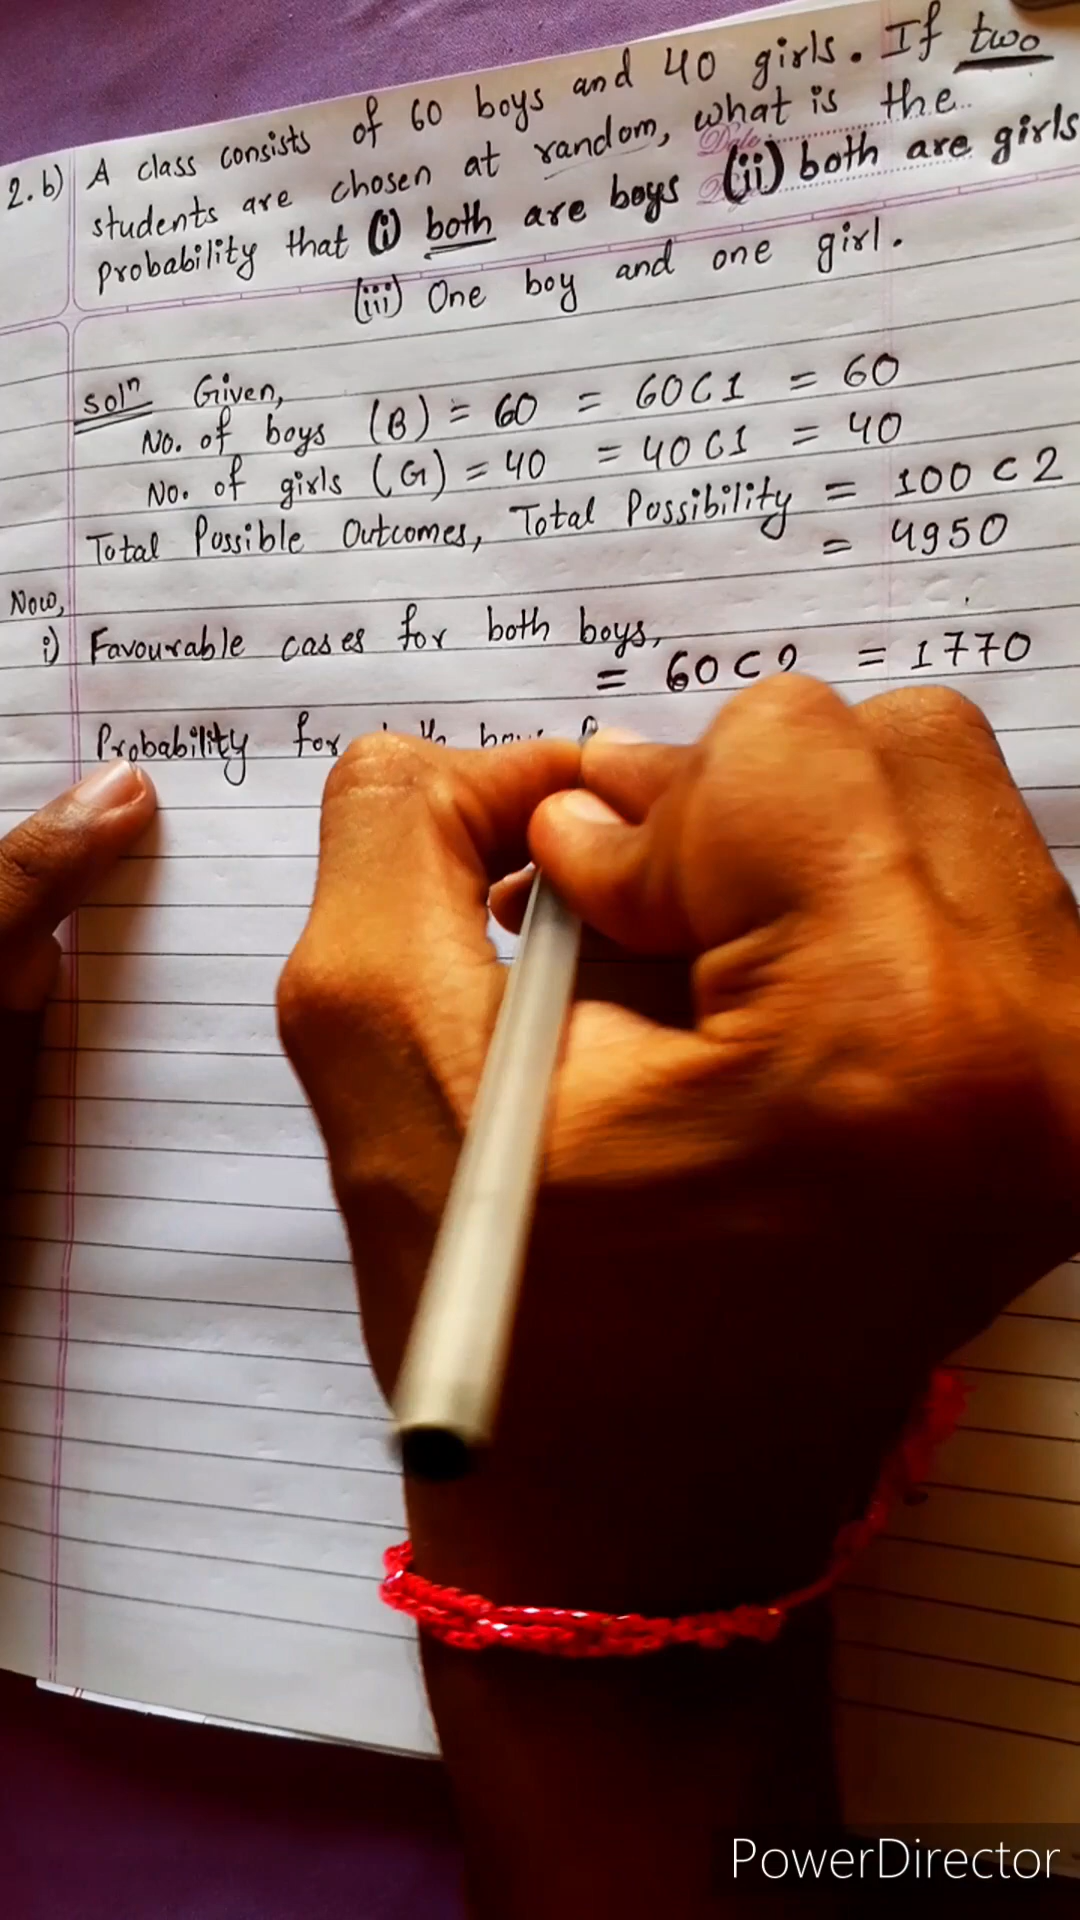 2.b) A class consists of 60 boys and 40 girls. If two
students are chosen at random, what is the
probability that (i) both are boys (ii) both are girls
(iii) One boy and one girl.
Date
Soln Given,
No. of boys (B) = 60 = 60C1 = 60
No. of girls (G) = 40 = 40C1 = 40
Total Possible Outcomes, Total Possibility = 100C2
= 4950
Now,
i) Favourable cases for both boys,
= 60C2 = 1770
Probability for
PowerDirector